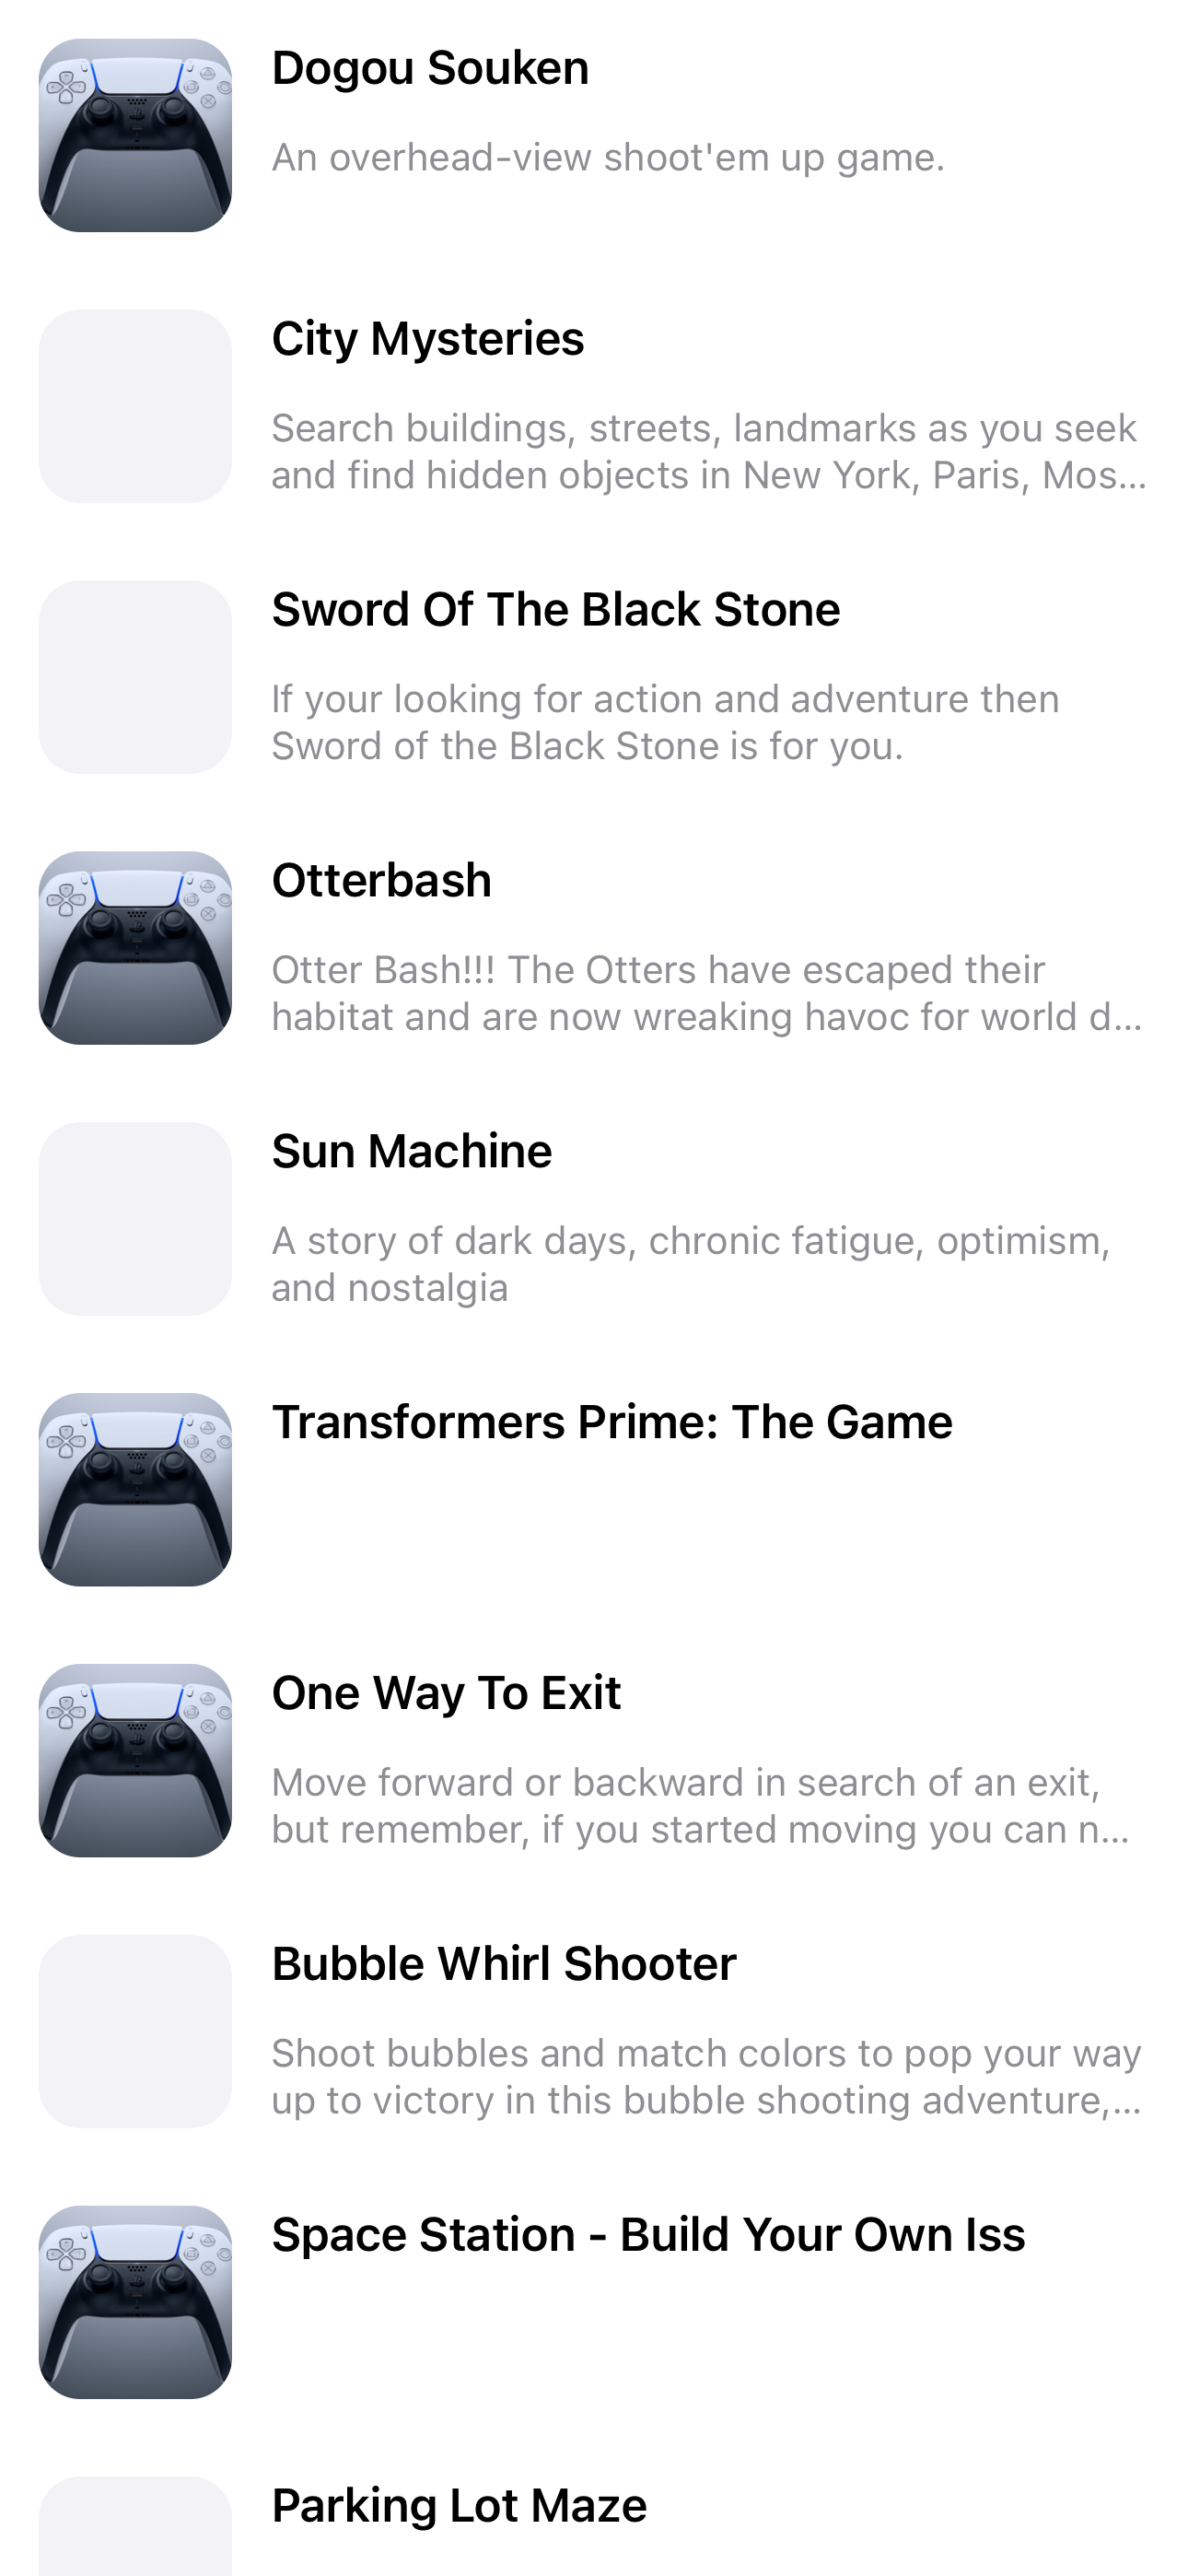 Dogou Souken
An overhead-view shoot'em up game.
City Mysteries
Search buildings, streets, landmarks as you seek
and find hidden objects in New York, Paris, Mos...
Sword Of The Black Stone
If your looking for action and adventure then
Sword of the Black Stone is for you.
Otterbash
Otter Bash!!! The Otters have escaped their
habitat and are now wreaking havoc for world d...
Sun Machine
A story of dark days, chronic fatigue, optimism,
and nostalgia
Transformers Prime: The Game
One Way To Exit
Move forward or backward in search of an exit,
but remember, if you started moving you can n...
Bubble Whirl Shooter
Shoot bubbles and match colors to pop your way
up to victory in this bubble shooting adventure,...
Space Station - Build Your Own Iss
Parking Lot Maze